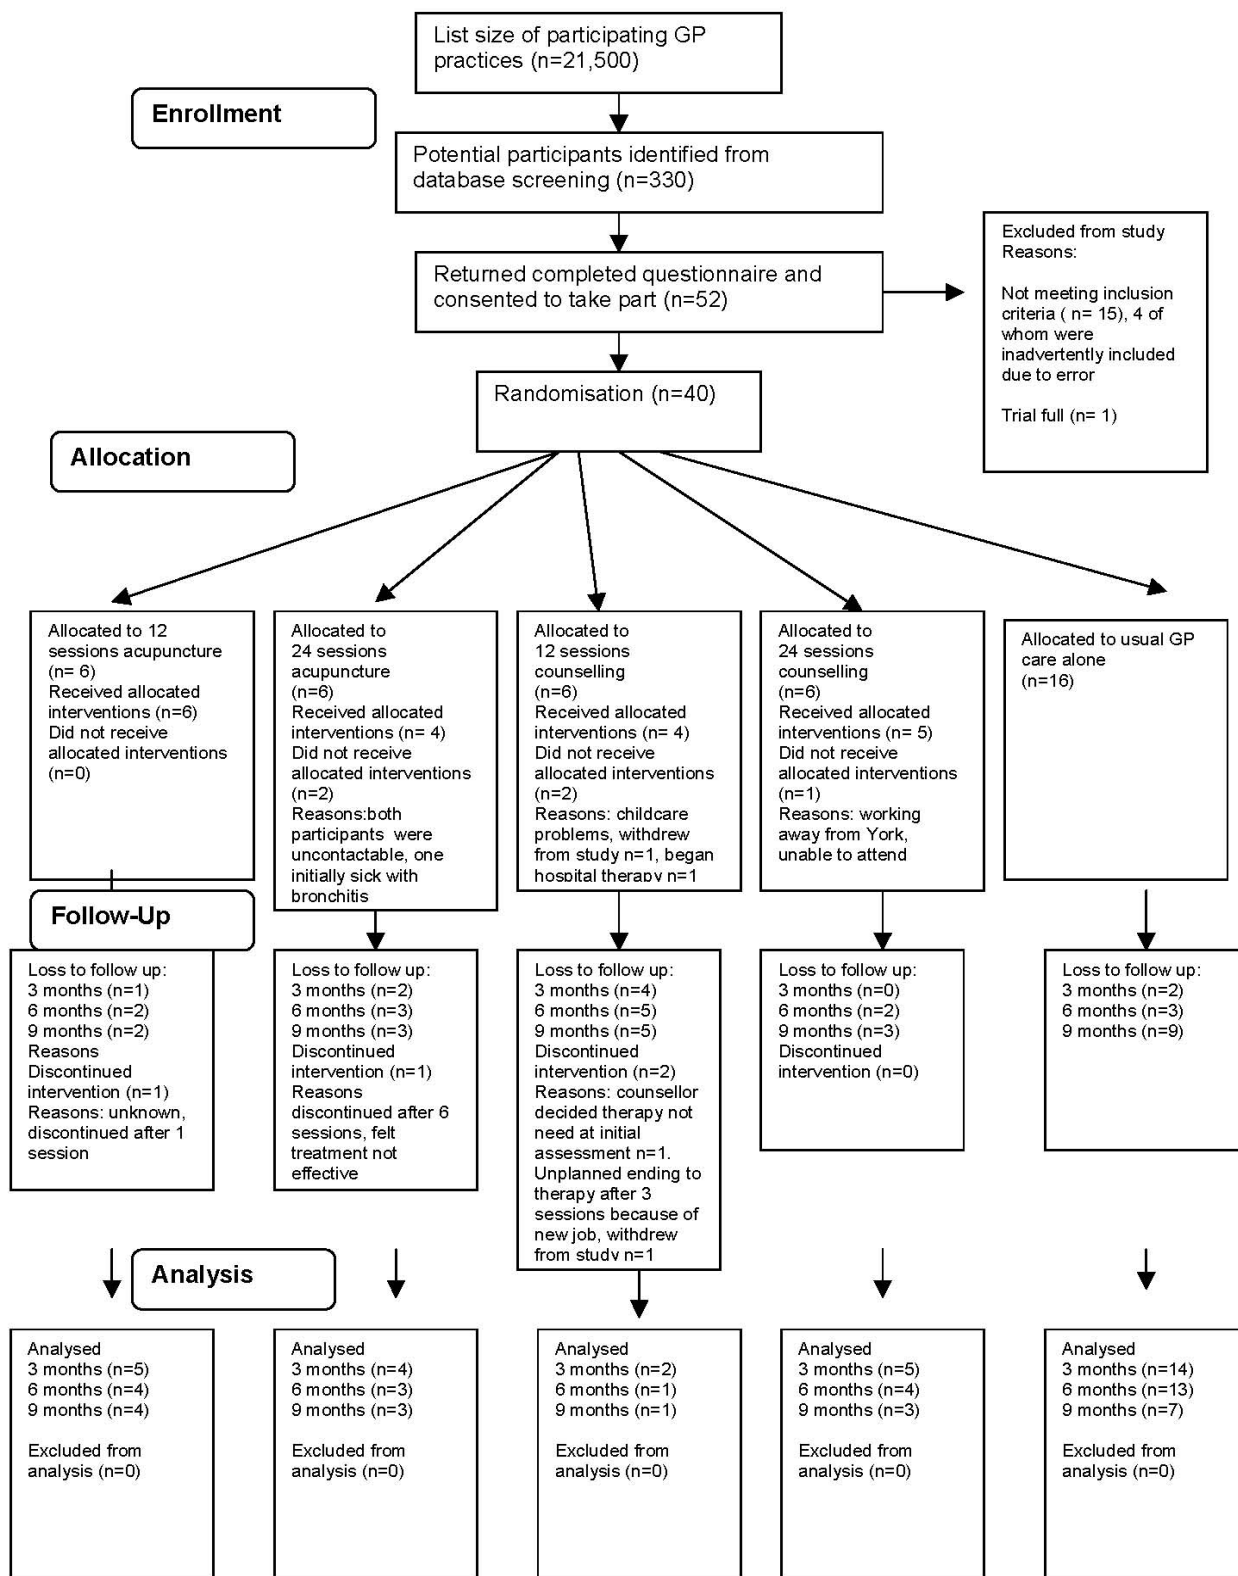 List size of participating GP
practices (n=21,500)
Enrollment
Potential participants identified from
database screening (n=330)
Returned completed questionnaire and
consented to take part (n=52)
Excluded from study
Reasons:
Not meeting inclusion
criteria ( n= 15), 4 of
whom were
inadvertently included
due to error
Trial full (n= 1)
Randomisation (n=40)
Allocation
Allocated to 12
sessions acupuncture
(n= 6)
Received allocated
interventions (n=6)
Did not receive
allocated interventions
(n=0)
Allocated to
24 sessions
acupuncture
(n=6)
Received allocated
interventions (n= 4)
Did not receive
allocated interventions
(n=2)
Reasons:both
participants were
uncontactable, one
initially sick with
bronchitis
Allocated to
12 sessions
counselling
(n=6)
Received allocated
interventions (n= 4)
Did not receive
allocated interventions
(n=2)
Reasons: childcare
problems, withdrew
from study n=1, began
hospital therapy n=1
Allocated to
24 sessions
counselling
(n=6)
Received allocated
interventions (n= 5)
Did not receive
allocated interventions
(n=1)
Reasons: working
away from York,
unable to attend
Allocated to usual GP
care alone
(n=16)
Follow-Up
Loss to follow up:
3 months (n=1)
6 months (n=2)
9 months (n=2)
Reasons
Discontinued
intervention (n=1)
Reasons: unknown,
discontinued after 1
session
Loss to follow up:
3 months (n=2)
6 months (n=3)
9 months (n=3)
Discontinued
intervention (n=1)
Reasons
discontinued after 6
sessions, felt
treatment not
effective
Loss to follow up:
3 months (n=4)
6 months (n=5)
9 months (n=5)
Discontinued
intervention (n=2)
Reasons: counsellor
decided therapy not
need at initial
assessment n=1.
Unplanned ending to
therapy after 3
sessions because of
new job, withdrew
from study n=1
Loss to follow up:
3 months (n=0)
6 months (n=2)
9 months (n=3)
Discontinued
intervention (n=0)
Loss to follow up:
3 months (n=2)
6 months (n=3)
9 months (n=9)
Analysis
Analysed
3 months (n=5)
6 months (n=4)
9 months (n=4)
Excluded from
analysis (n=0)
Analysed
3 months (n=4)
6 months (n=3)
9 months (n=3)
Excluded from
analysis (n=0)
Analysed
3 months (n=2)
6 months (n=1)
9 months (n=1)
Excluded from
analysis (n=0)
Analysed
3 months (n=5)
6 months (n=4)
9 months (n=3)
Excluded from
analysis (n=0)
Analysed
3 months (n=14)
6 months (n=13)
9 months (n=7)
Excluded from
analysis (n=0)